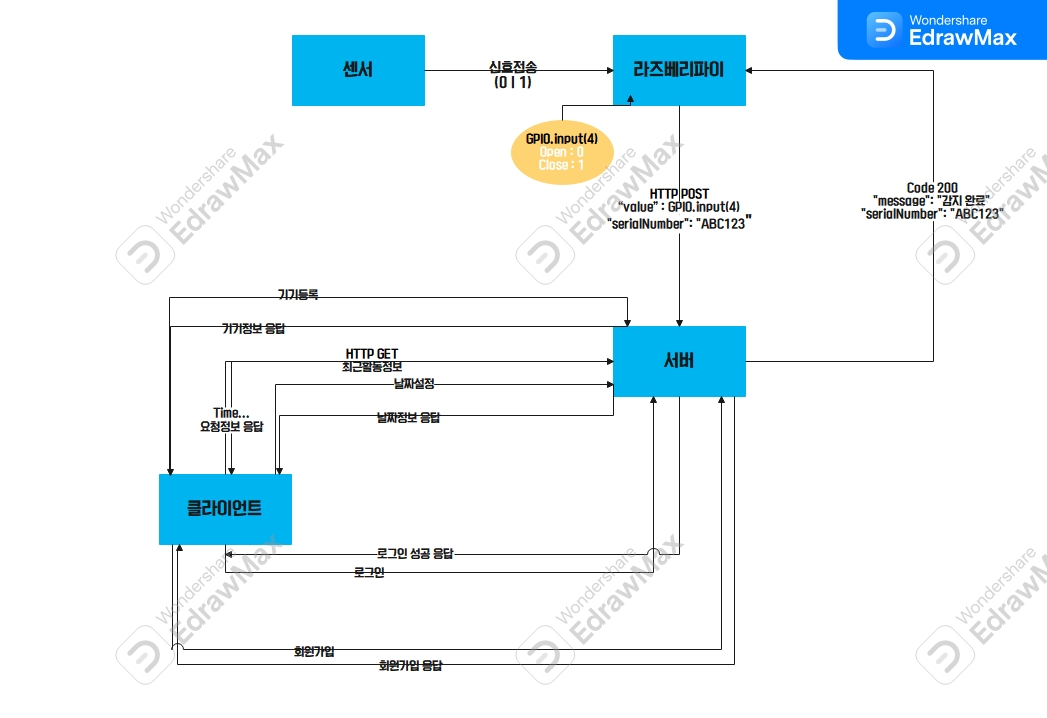 Wondershare
EdrawMax
센서
신호전송
(0 | 1)
라즈베리파이
GPIO.input(4)
Open : 0
Close : 1
HTTP POST
"value" : GPIO.input(4)
"serialNumber": "ABC123"
Code 200
"message": "감지 완료"
"serialNumber": "ABC123"
기기등록
기기정보 응답
서버
HTTP GET
최근활동정보
날짜설정
Time...
요청정보 응답
날짜정보 응답
클라이언트
로그인 성공 응답
로그인
회원가입
회원가입 응답
Wondershare
EdrawMax
Wondershare
EdrawMax
Wondershare
EdrawMax
Wondershare
EdrawMax
Wondershare
EdrawMax
Wondershare
EdrawMax